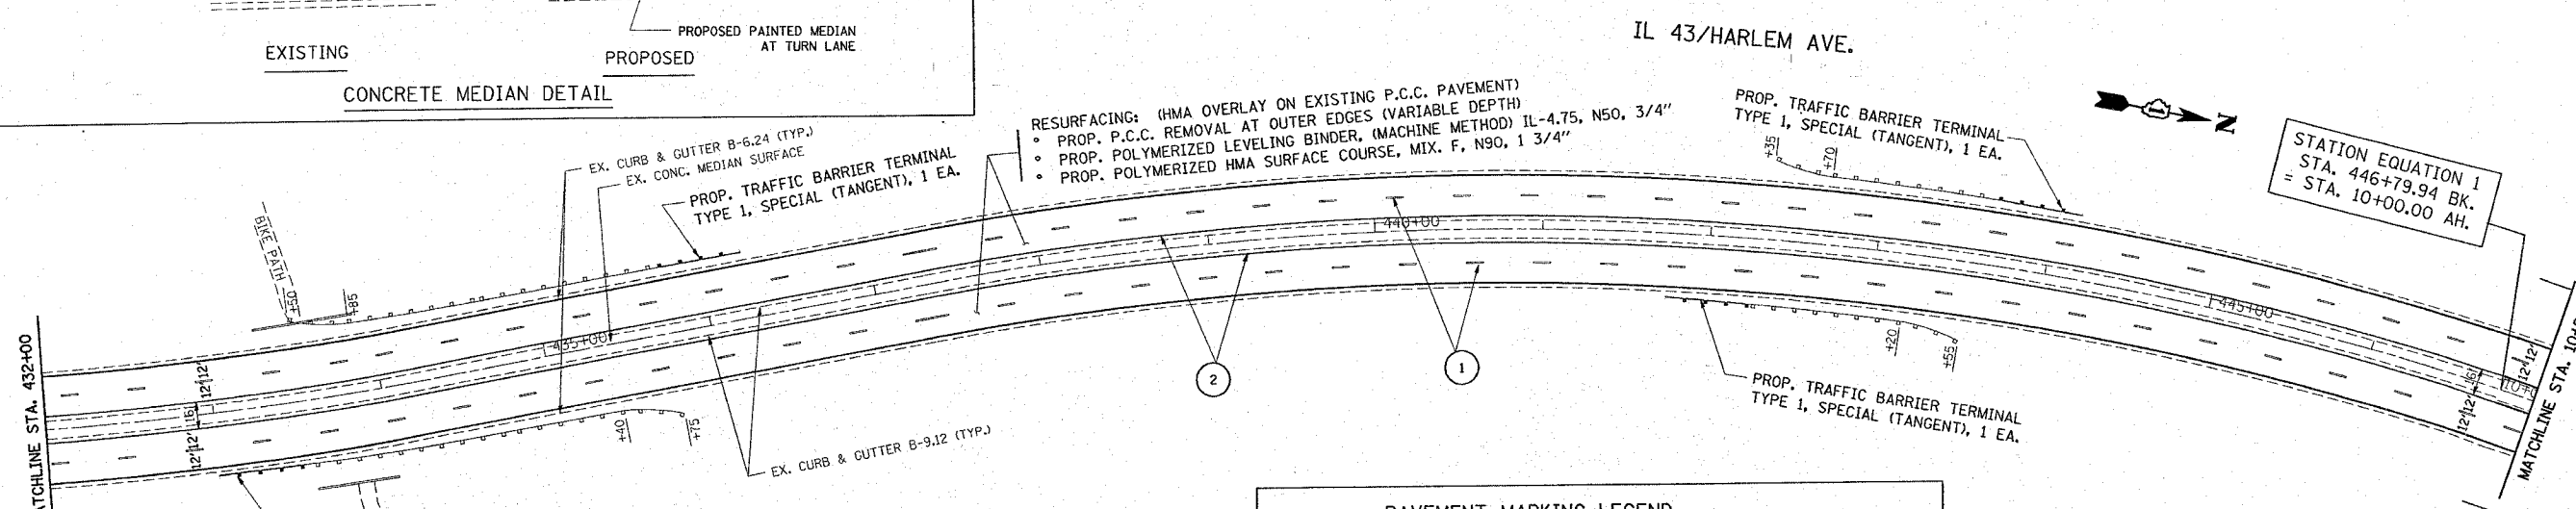 PROPOSED PAINTED MEDIAN
AT TURN LANE
EXISTING
PROPOSED
CONCRETE MEDIAN DETAIL
IL 43/HARLEM AVE.
N
STATION EQUATION 1
STA. 446+79.94 BK.
= STA. 10+00.00 AH.
RESURFACING: (HMA OVERLAY ON EXISTING P.C.C. PAVEMENT)
° PROP. P.C.C. REMOVAL AT OUTER EDGES (VARIABLE DEPTH)
° PROP. POLYMERIZED LEVELING BINDER, (MACHINE METHOD) IL-4.75, N50, 3/4"
° PROP. POLYMERIZED HMA SURFACE COURSE, MIX. F, N90, 1 3/4"
PROP. TRAFFIC BARRIER TERMINAL
TYPE 1, SPECIAL (TANGENT), 1 EA.
+35
+70
EX. CURB & GUTTER B-6.24 (TYP.)
EX. CONC. MEDIAN SURFACE
PROP. TRAFFIC BARRIER TERMINAL
TYPE 1, SPECIAL (TANGENT), 1 EA.
BIKE PATH
+50
+85
440+00
445+00
435+00
MATCHLINE STA. 432+00
12' 12'
16'
12' 12'
+40
+75
EX. CURB & GUTTER B-9.12 (TYP.)
2
1
+20
+55
PROP. TRAFFIC BARRIER TERMINAL
TYPE 1, SPECIAL (TANGENT), 1 EA.
12' 12'
16'
12' 12'
MATCHLINE STA.
PAVEMENT MARKING LEGEND